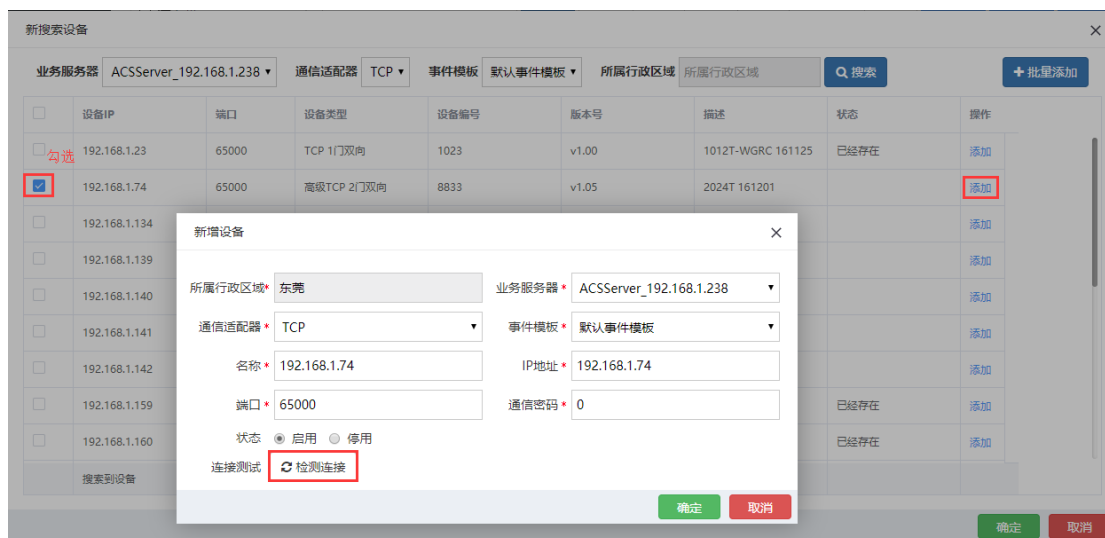 新搜索设备
业务服务器 ACSServer_192.168.1.238 通信适配器 TCP 事件模板 默认事件模板 所属行政区域 所属行政区域 搜索 批量添加
设备IP 端口 设备类型 设备编号 版本号 描述 状态 操作
勾选 192.168.1.23 65000 TCP 1门双向 1023 v1.00 1012T-WGRC 161125 已经存在 添加
192.168.1.74 65000 高级TCP 2门双向 8833 v1.05 2024T 161201 添加
192.168.1.134 添加
192.168.1.139 添加
192.168.1.140 添加
192.168.1.141 添加
192.168.1.142 添加
192.168.1.159 已经存在 添加
192.168.1.160 已经存在 添加
搜索到设备
新增设备
所属行政区域* 东莞 业务服务器* ACSServer_192.168.1.238
通信适配器* TCP 事件模板* 默认事件模板
名称* 192.168.1.74 IP地址* 192.168.1.74
端口* 65000 通信密码* 0
状态 启用 停用
连接测试 检测连接
确定 取消
确定 取消